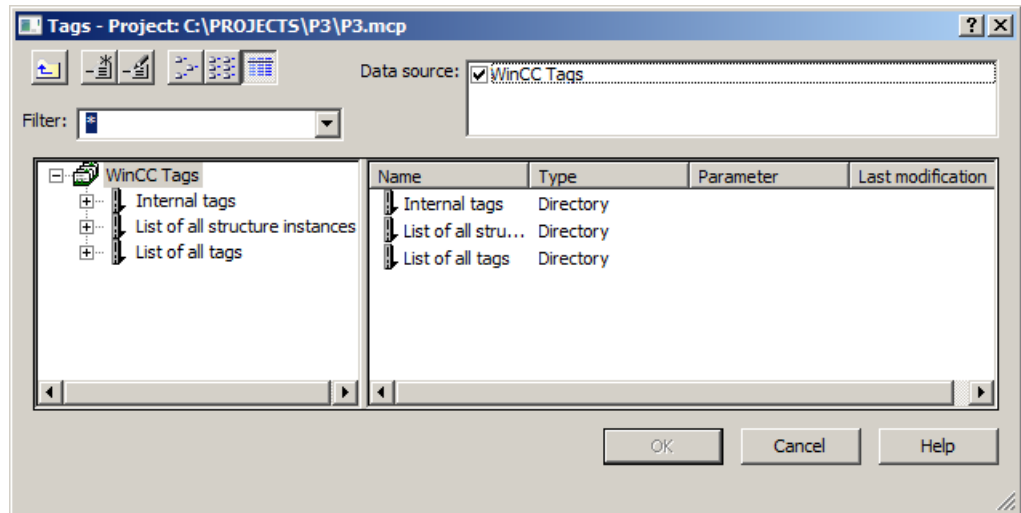 Tags - Project: C:\PROJECTS\P3\P3.mcp
Data source: WinCC Tags
Filter: *
WinCC Tags
Internal tags
List of all structure instances
List of all tags
Name Type Parameter Last modification
Internal tags Directory
List of all stru... Directory
List of all tags Directory
OK Cancel Help